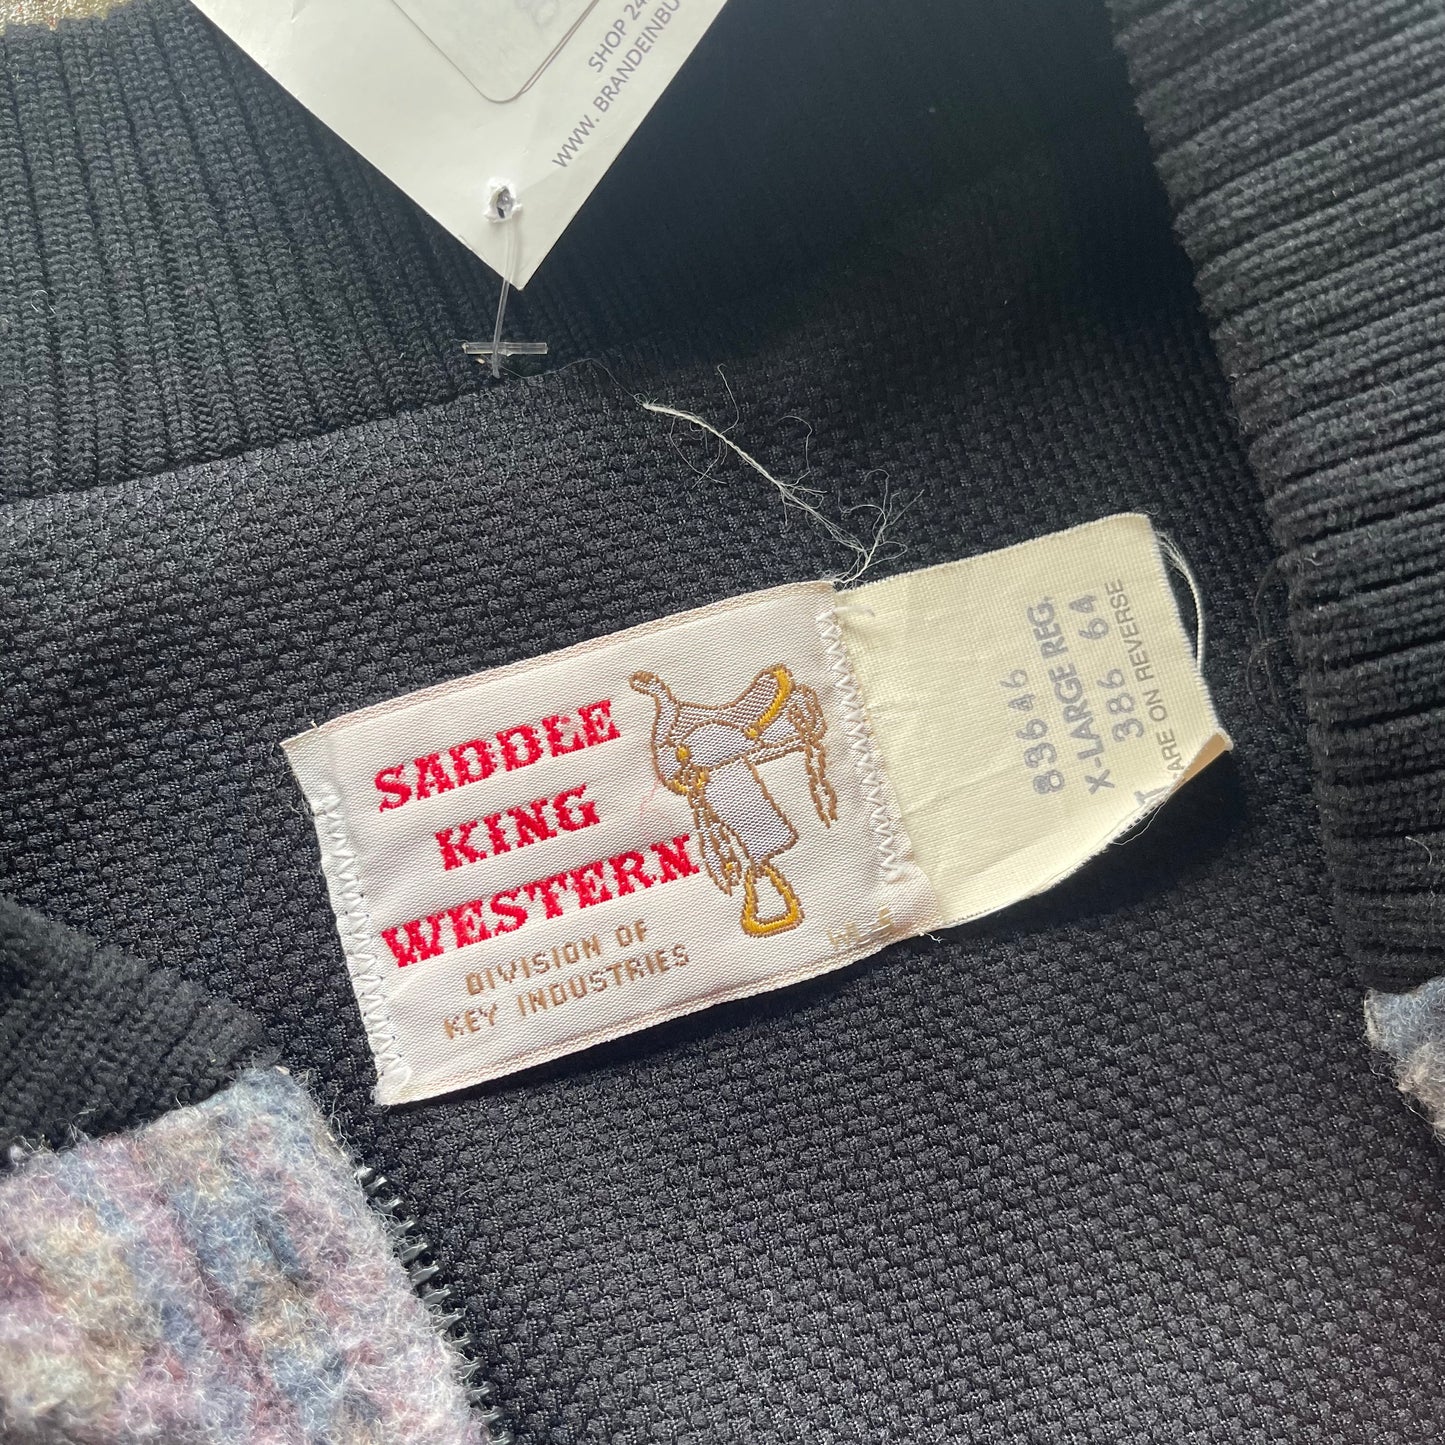 SHOP 24
WWW. BRANDEINBU
SADDLE
KING
WESTERN
DIVISION OF
KEY INDUSTRIES
83646
X-LARGE REG.
386 64
ARE ON REVERSE